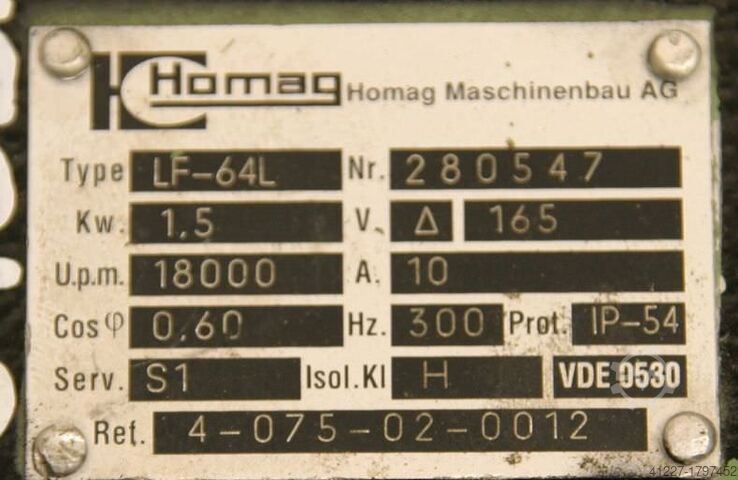 Homag Homag Maschinenbau AG
Type LF-64L Nr. 280547
Kw. 1,5 V. Δ 165
U.p.m. 18000 A. 10
Cos φ 0,60 Hz. 300 Prot. IP-54
Serv. S1 Isol.Kl H VDE 0530
Ref. 4-075-02-0012
41227-1797452